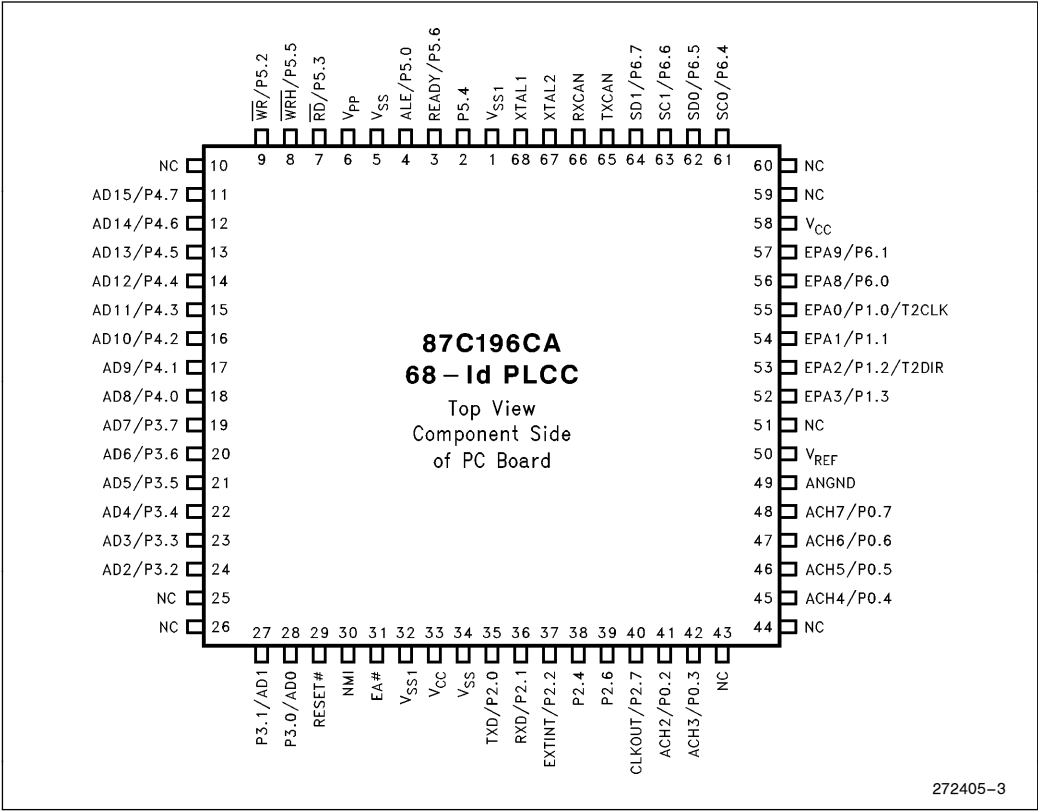 WR/P5.2
WRH/P5.5
RD/P5.3
VPP
VSS
ALE/P5.0
READY/P5.6
P5.4
VSS1
XTAL1
XTAL2
RXCAN
TXCAN
SD1/P6.7
SC1/P6.6
SD0/P6.5
SC0/P6.4
9 8 7 6 5 4 3 2 1 68 67 66 65 64 63 62 61
NC 10
AD15/P4.7 11
AD14/P4.6 12
AD13/P4.5 13
AD12/P4.4 14
AD11/P4.3 15
AD10/P4.2 16
AD9/P4.1 17
AD8/P4.0 18
AD7/P3.7 19
AD6/P3.6 20
AD5/P3.5 21
AD4/P3.4 22
AD3/P3.3 23
AD2/P3.2 24
NC 25
NC 26
87C196CA
68–ld PLCC
Top View
Component Side
of PC Board
60 NC
59 NC
58 VCC
57 EPA9/P6.1
56 EPA8/P6.0
55 EPA0/P1.0/T2CLK
54 EPA1/P1.1
53 EPA2/P1.2/T2DIR
52 EPA3/P1.3
51 NC
50 VREF
49 ANGND
48 ACH7/P0.7
47 ACH6/P0.6
46 ACH5/P0.5
45 ACH4/P0.4
44 NC
27 28 29 30 31 32 33 34 35 36 37 38 39 40 41 42 43
P3.1/AD1
P3.0/AD0
RESET#
NMI
EA#
VSS1
VCC
VSS
TXD/P2.0
RXD/P2.1
EXTINT/P2.2
P2.4
P2.6
CLKOUT/P2.7
ACH2/P0.2
ACH3/P0.3
NC
272405–3